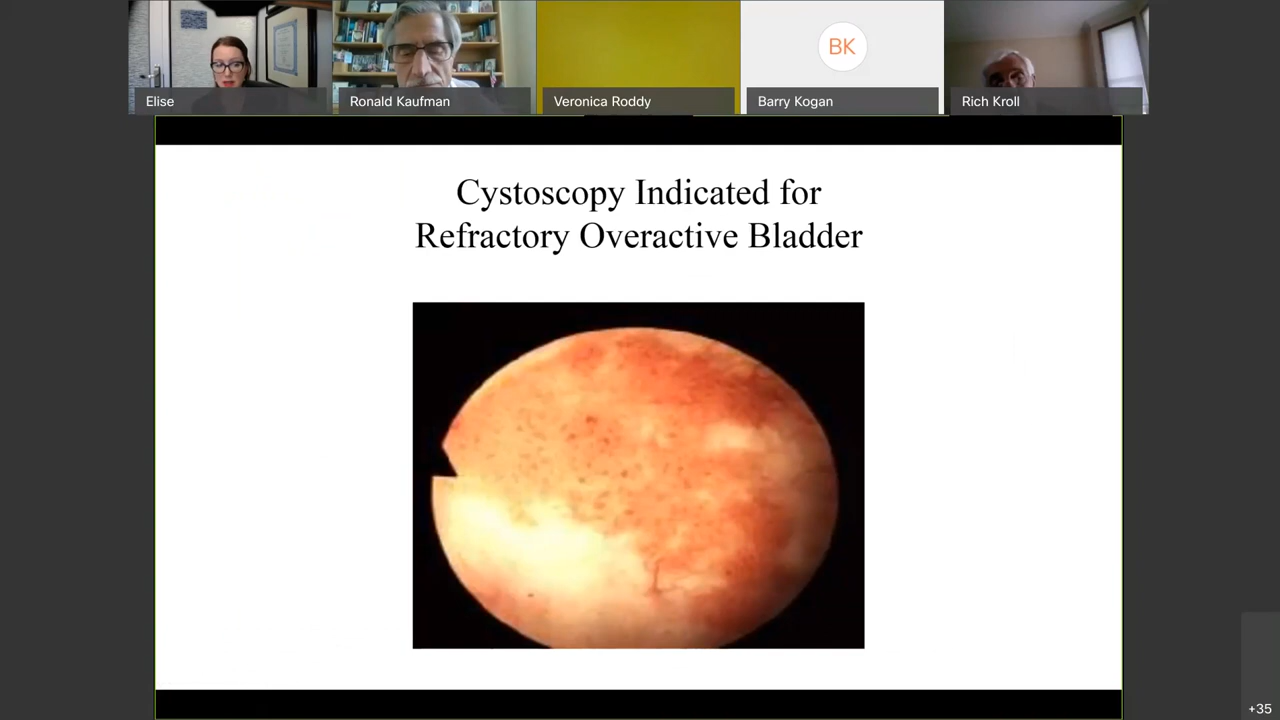 Elise
Ronald Kaufman
Veronica Roddy
BK
Barry Kogan
Rich Kroll
Cystoscopy Indicated for
Refractory Overactive Bladder
+35